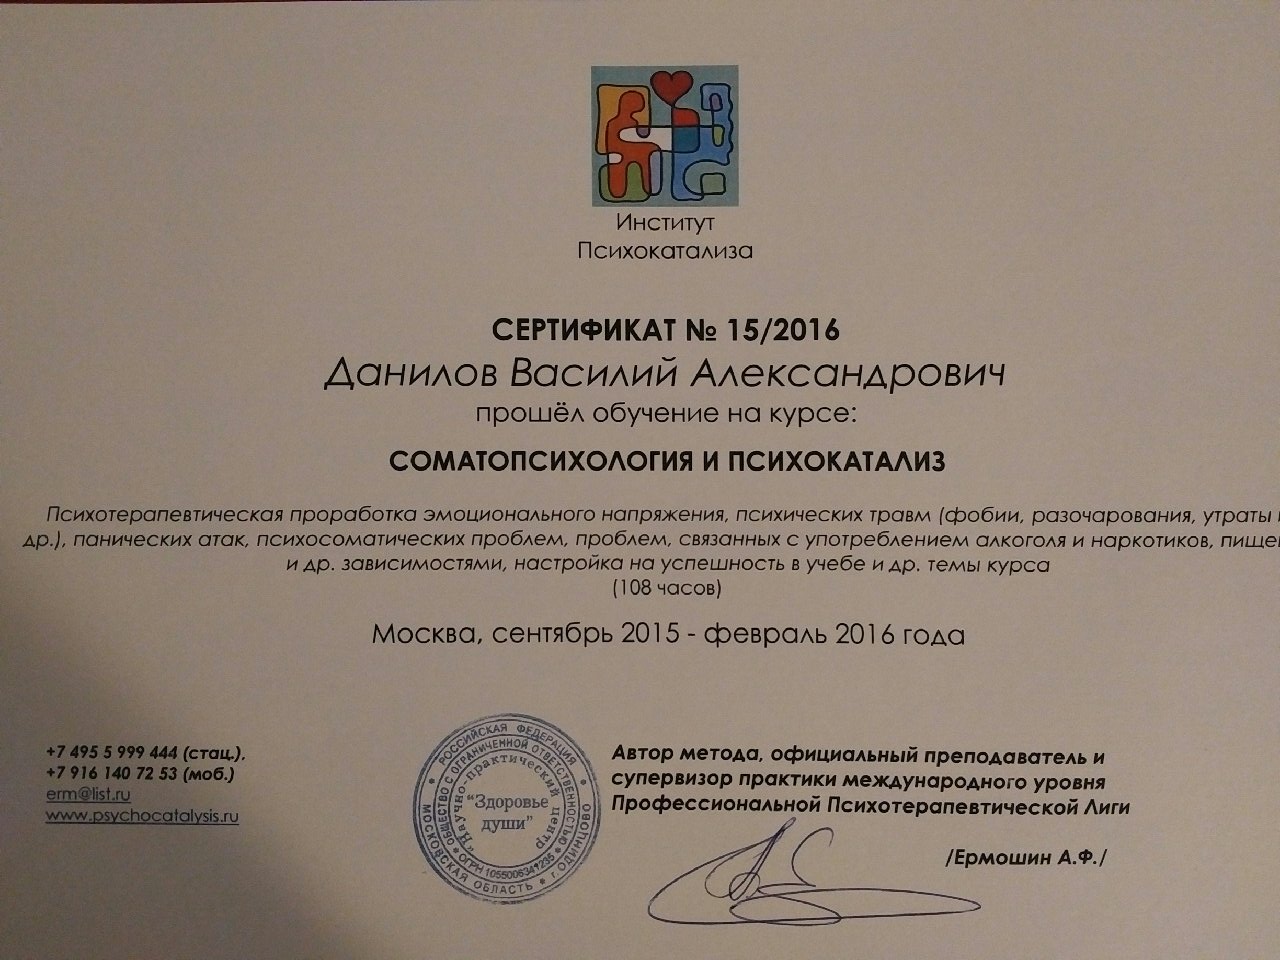 Институт
Психокатализа
СЕРТИФИКАТ № 15/2016
Данилов Василий Александрович
прошёл обучение на курсе:
СОМАТОПСИХОЛОГИЯ И ПСИХОКАТАЛИЗ
Психотерапевтическая проработка эмоционального напряжения, психических травм (фобии, разочарования, утраты
др.), панических атак, психосоматических проблем, проблем, связанных с употреблением алкоголя и наркотиков,
и др. зависимостями, настройка на успешность в учебе и др. темы курса
(108 часов)
Москва, сентябрь 2015 - февраль 2016 года
+7 495 5 999 444 (стац.).
+7 916 140 72 53 (моб.)
erm@list.ru
www.psychocatalysis.ru
РОССИЙСКАЯ ФЕДЕРАЦИЯ
МОСКОВСКАЯ ОБЛАСТЬ * г. ОДИНЦОВО
ОБЩЕСТВО С ОГРАНИЧЕННОЙ ОТВЕТСТВЕННОСТЬЮ
ОГРН 1055006341235
"Научно-практический центр
"Здоровье
души"
Автор метода, официальный преподаватель и
супервизор практики международного уровня
Профессиональной Психотерапевтической Лиги
/Ермошин А.Ф./